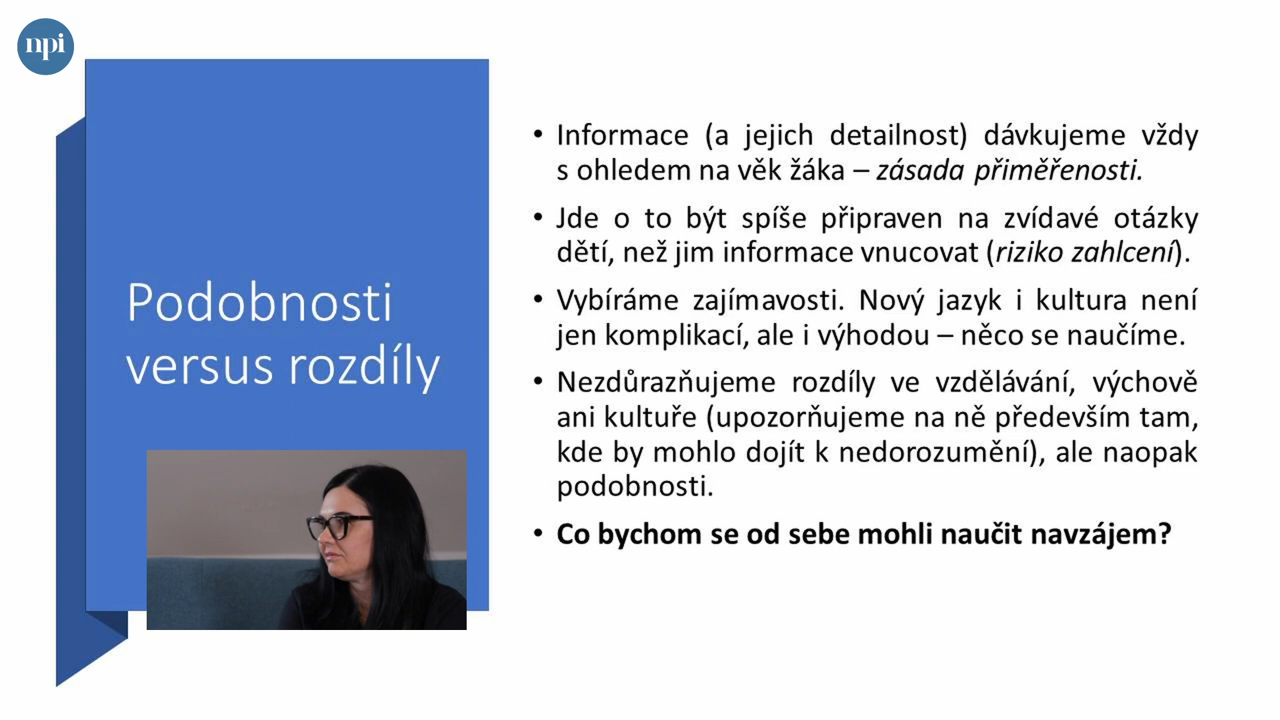 npi
Podobnosti
versus rozdíly
• Informace (a jejich detailnost) dávkujeme vždy
s ohledem na věk žáka – zásada přiměřenosti.
• Jde o to být spíše připraven na zvídavé otázky
dětí, než jim informace vnucovat (riziko zahlcení).
• Vybíráme zajímavosti. Nový jazyk i kultura není
jen komplikací, ale i výhodou – něco se naučíme.
• Nezdůrazňujeme rozdíly ve vzdělávání, výchově
ani kultuře (upozorňujeme na ně především tam,
kde by mohlo dojít k nedorozumění), ale naopak
podobnosti.
• Co bychom se od sebe mohli naučit navzájem?